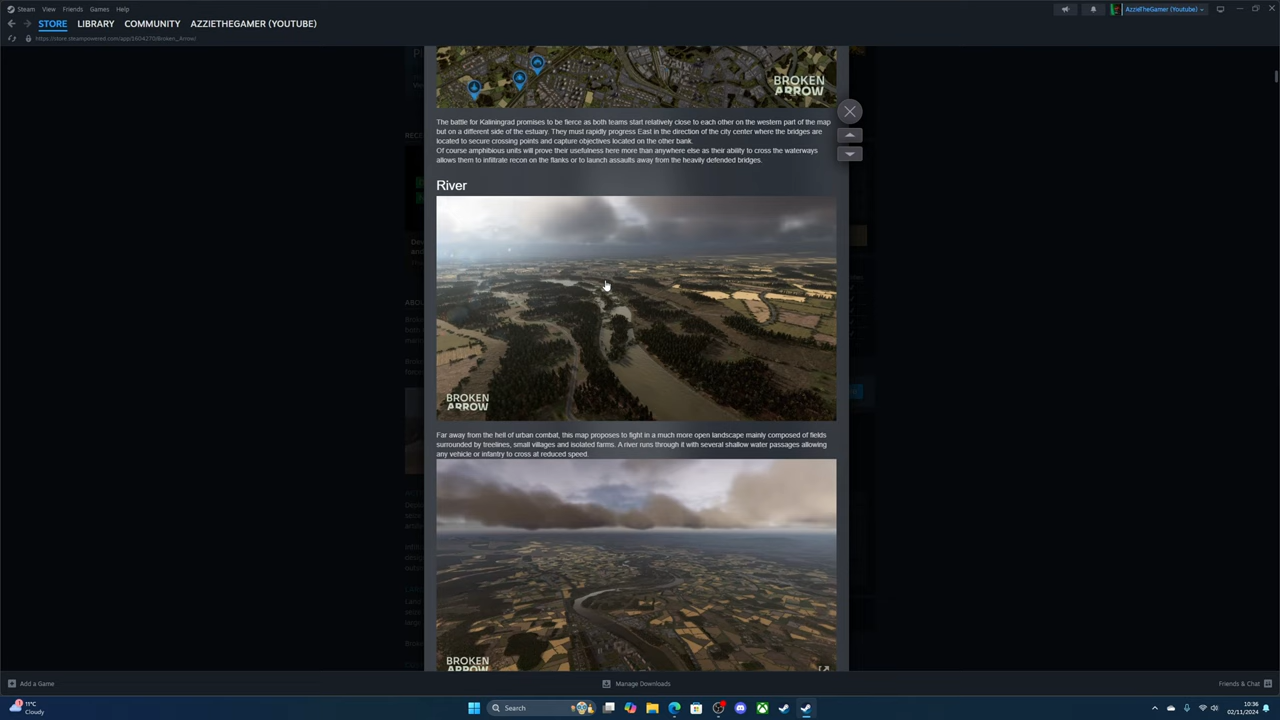 Steam View Friends Games Help
AzzieTheGamer (Youtube)
STORE LIBRARY COMMUNITY AZZIETHEGAMER (YOUTUBE)
https://store.steampowered.com/app/1604270/Broken_Arrow/
BROKEN
ARROW
The battle for Kaliningrad promises to be fierce as both teams start relatively close to each other on the western part of the map
but on a different side of the estuary. They must rapidly progress East in the direction of the city center where the bridges are
located to secure crossing points and capture objectives located on the other bank.
Of course amphibious units will prove their usefulness here more than anywhere else as their ability to cross the waterways
allows them to infiltrate recon on the flanks or to launch assaults away from the heavily defended bridges.
River
BROKEN
ARROW
Far away from the hell of urban combat, this map proposes to fight in a much more open landscape mainly composed of fields
surrounded by treelines, small villages and isolated farms. A river runs through it with several shallow water passages allowing
any vehicle or infantry to cross at reduced speed.
BROKEN
ARROW
Add a Game
Manage Downloads
Friends & Chat
1
11°C
Cloudy
Search
10:36
02/11/2024